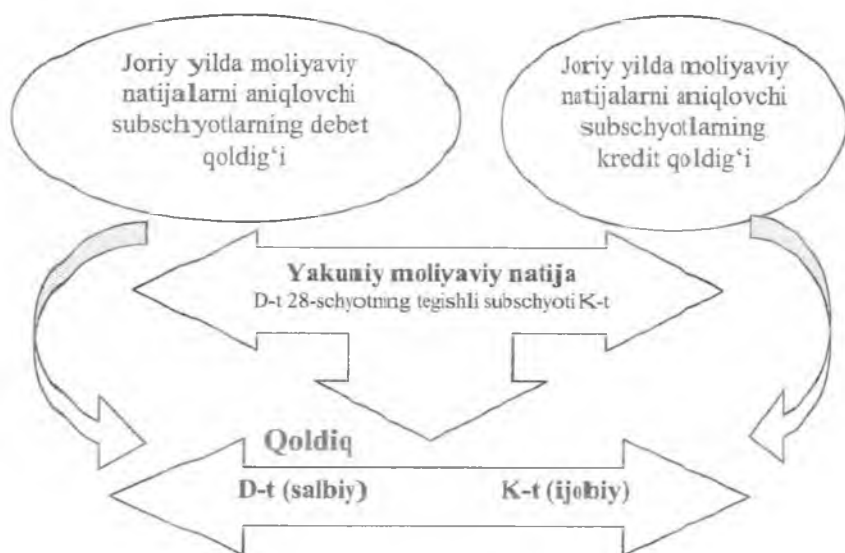 Joriy yilda moliyaviy
natijalarni aniqlovchi
subschyotlarning debet
qoldig‘i
Joriy yilda moliyaviy
natijalarni aniqlovchi
subschyotlarning
kredit qoldig‘i
Yakuniy moliyaviy natija
D-t 28-schyotning tegishli subschyoti K-t
Qoldiq
D-t (salbiy)
K-t (ijobiy)